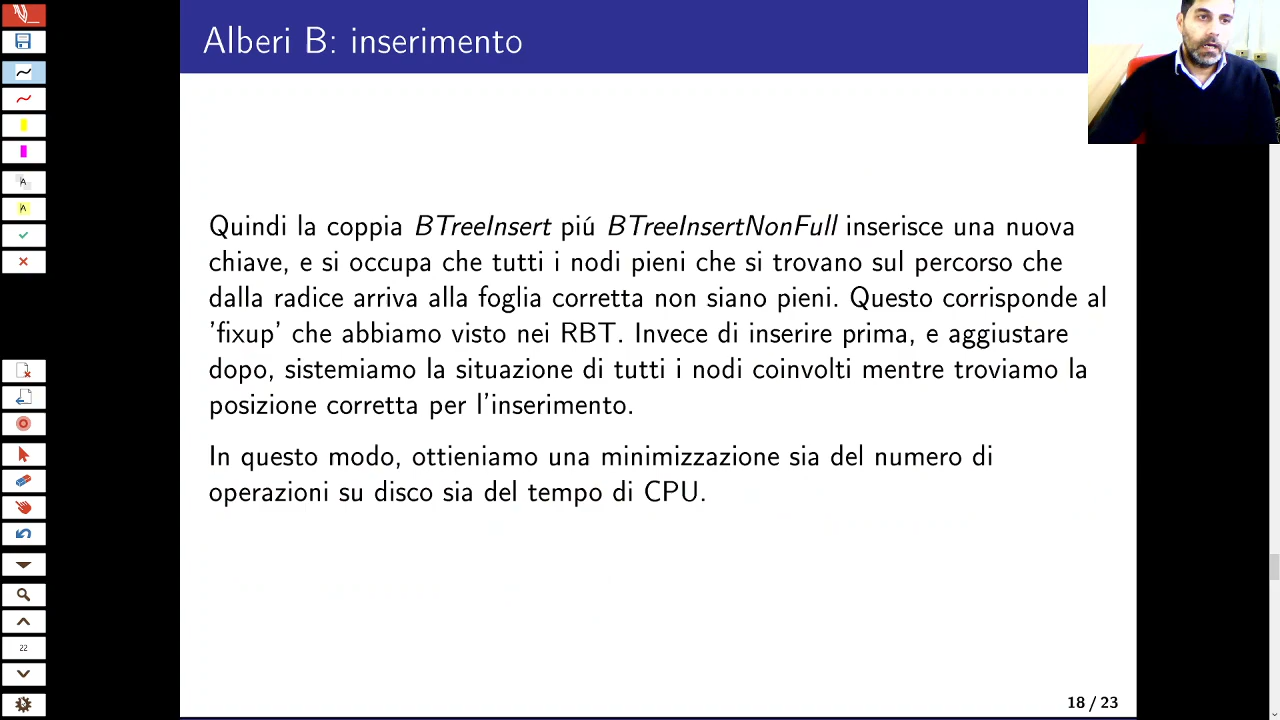 Alberi B: inserimento
Quindi la coppia BTreeInsert piú BTreeInsertNonFull inserisce una nuova
chiave, e si occupa che tutti i nodi pieni che si trovano sul percorso che
dalla radice arriva alla foglia corretta non siano pieni. Questo corrisponde al
'fixup' che abbiamo visto nei RBT. Invece di inserire prima, e aggiustare
dopo, sistemiamo la situazione di tutti i nodi coinvolti mentre troviamo la
posizione corretta per l'inserimento.
In questo modo, otteniamo una minimizzazione sia del numero di
operazioni su disco sia del tempo di CPU.
22
18 / 23